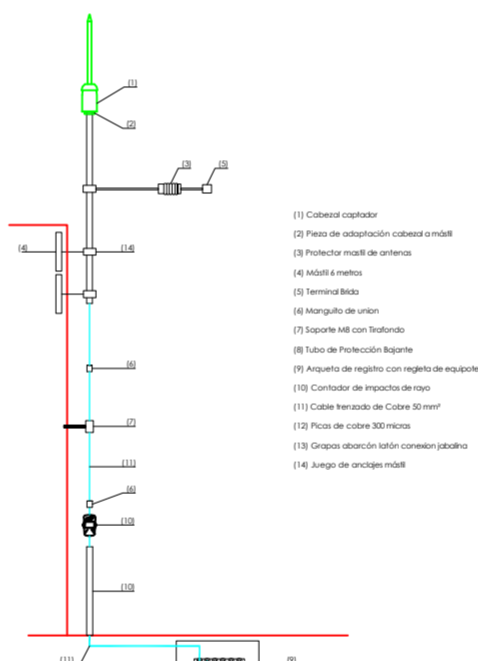 (1)
(2)
(3)
(5)
(4)
(14)
(6)
(7)
(11)
(6)
(10)
(10)
(11)
(9)
(1) Cabezal captador
(2) Pieza de adaptación cabezal a mástil
(3) Protector mastil de antenas
(4) Mástil 6 metros
(5) Terminal Brida
(6) Manguito de union
(7) Soporte M8 con Tirafondo
(8) Tubo de Protección Bajante
(9) Arqueta de registro con regleta de equipote
(10) Contador de impactos de rayo
(11) Cable trenzado de Cobre 50 mm²
(12) Picas de cobre 300 micras
(13) Grapas abarcón latón conexion jabalina
(14) Juego de anclajes mástil